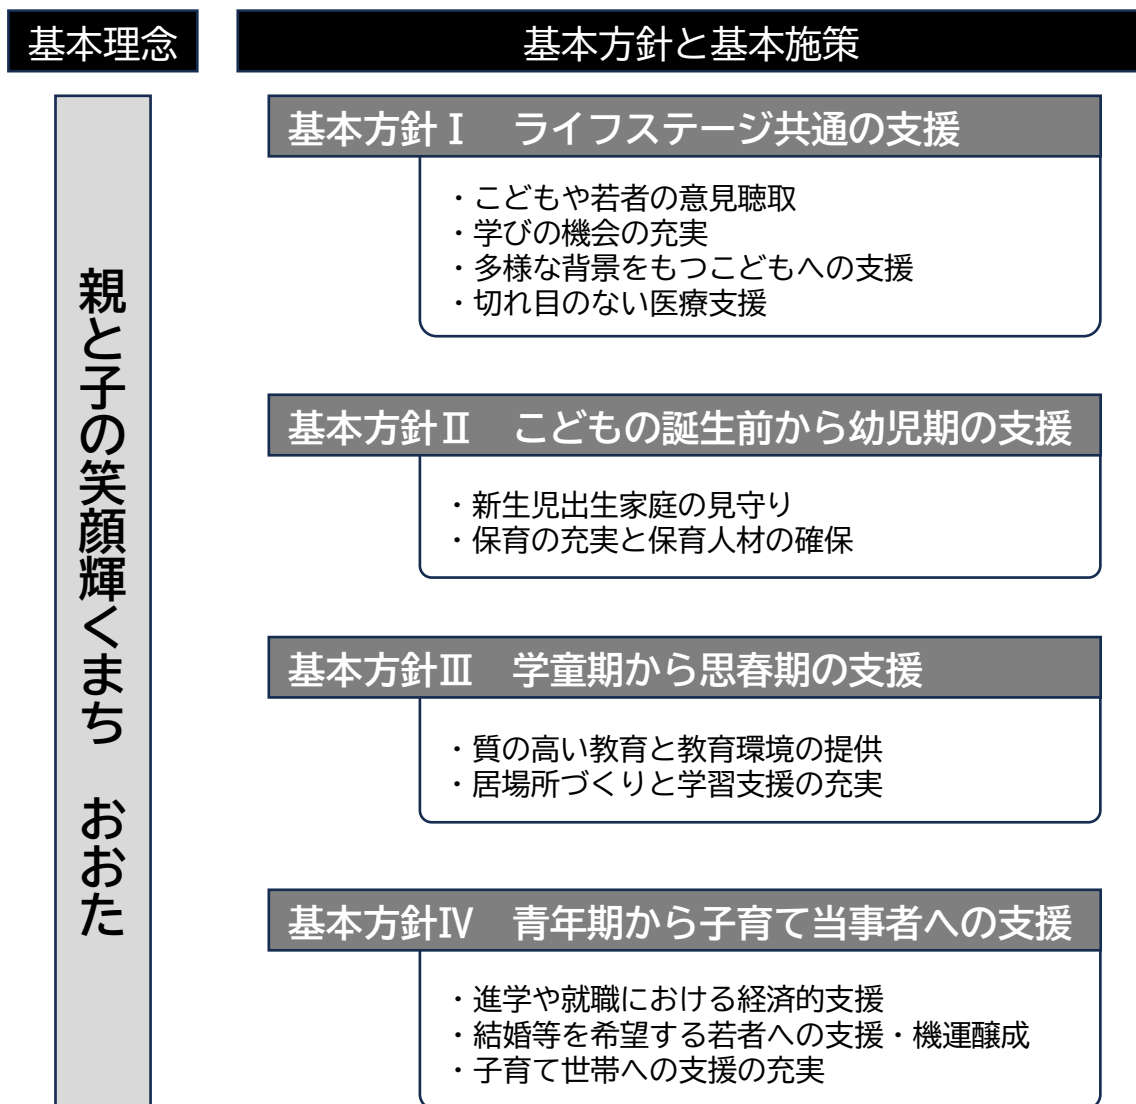 基本理念
基本方針と基本施策
親と子の笑顔輝くまち　おおた
基本方針Ⅰ　ライフステージ共通の支援
・こどもや若者の意見聴取
・学びの機会の充実
・多様な背景をもつこどもへの支援
・切れ目のない医療支援
基本方針Ⅱ　こどもの誕生前から幼児期の支援
・新生児出生家庭の見守り
・保育の充実と保育人材の確保
基本方針Ⅲ　学童期から思春期の支援
・質の高い教育と教育環境の提供
・居場所づくりと学習支援の充実
基本方針Ⅳ　青年期から子育て当事者への支援
・進学や就職における経済的支援
・結婚等を希望する若者への支援・機運醸成
・子育て世帯への支援の充実